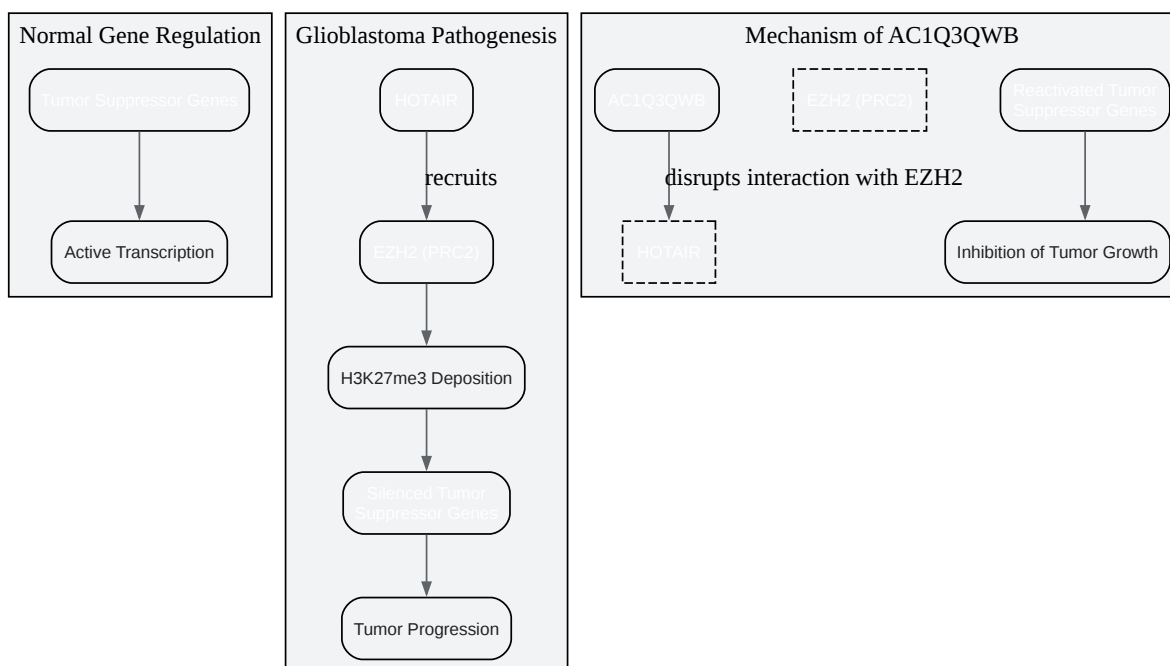 Normal Gene Regulation
Tumor Suppressor Genes
Active Transcription
Glioblastoma Pathogenesis
HOTAIR
recruits
EZH2 (PRC2)
H3K27me3 Deposition
Silenced Tumor
Suppressor Genes
Tumor Progression
Mechanism of AC1Q3QWB
AC1Q3QWB
EZH2 (PRC2)
Reactivated Tumor
Suppressor Genes
disrupts interaction with EZH2
HOTAIR
Inhibition of Tumor Growth